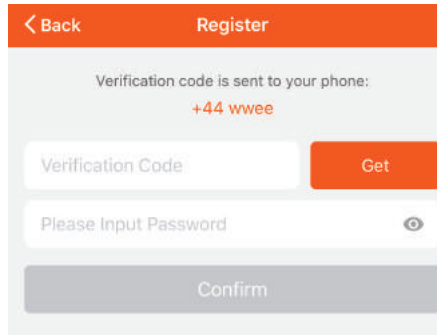 Back Register
Verification code is sent to your phone:
+44 wwee
Verification Code Get
Please Input Password
Confirm